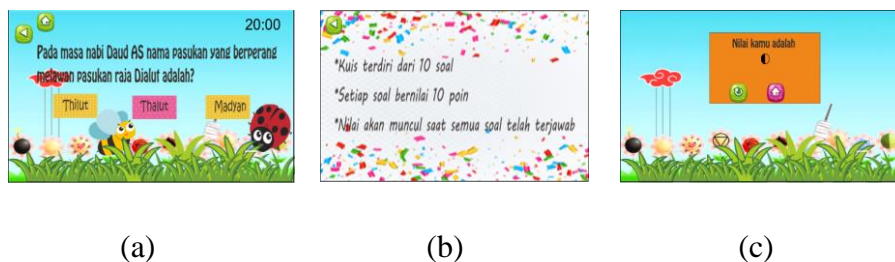 20:00
Pada masa nabi Daud AS nama pasukan yang berperang
melawan pasukan raja Djalut adalah?
Thilut
Thalut
Madyan
*Kuis terdiri dari 10 soal
*Setiap soal bernilai 10 poin
*Nilai akan muncul saat semua soal telah terjawab
Nilai kamu adalah
(a)
(b)
(c)